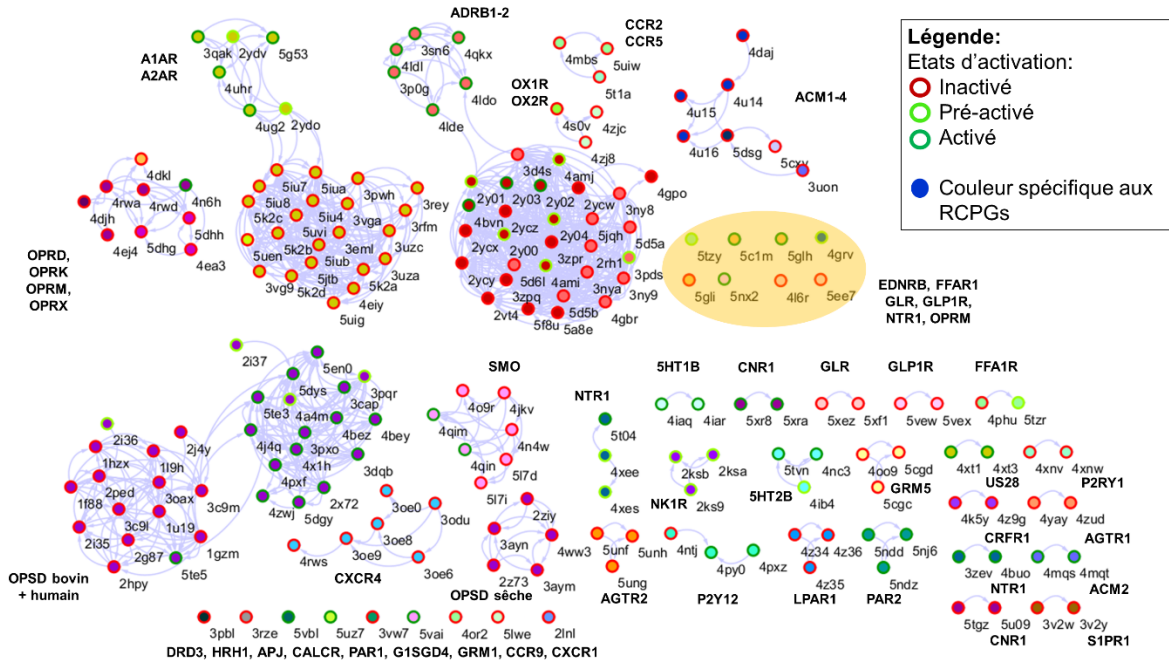 A1AR
A2AR
3qak
2ydv
5g53
4uhr
4ug2
2ydo
ADRB1-2
3sn6
4qkx
4ldl
3p0g
4ldo
4lde
CCR2
CCR5
4mbs
5uiw
5t1a
OX1R
OX2R
4s0v
4zjc
4zj8
ACM1-4
4daj
4u14
4u15
4u16
5dsg
5cxv
3uon
Légende:
Etats d'activation:
Inactivé
Pré-activé
Activé
Couleur spécifique aux
RCPGs
4dkl
4rwa
4rwd
4n6h
4djh
4ej4
5dhg
5dhh
4ea3
OPRD,
OPRK
OPRM,
OPRX
5iu7
5iua
3pwh
5iu8
5iu4
3rey
5k2c
5uvi
3vga
3rfm
5uen
5k2b
3eml
3uzc
5iub
5jtb
5k2a
3uza
3vg9
5k2d
4eiy
5uig
3d4s
4amj
4gpo
2y01
2y03
2y02
2ycw
3ny8
4bvn
2ycz
2y04
5jqh
5d5a
2ycx
2y00
3zpr
2rh1
3pds
2ycy
5d6l
4ami
3nya
3ny9
3zpq
2vt4
5f8u
5d5b
5a8e
4gbr
5tzy
5c1m
5glh
4grv
5gli
5nx2
4l6r
5ee7
EDNRB, FFAR1
GLR, GLP1R,
NTR1, OPRM
2i37
5en0
5dys
3pqr
5te3
4a4m
3cap
4bez
4bey
4j4q
3pxo
4x1h
3dqb
4pxf
4zwj
5dgy
2x72
2i36
2j4y
1hzx
1l9h
1f88
2ped
3oax
3c9m
3c9l
1u19
2i35
2g87
1gzm
2hpy
5te5
OPSD bovin
+ humain
3oe0
3odu
3oe8
4rws
3oe9
3oe6
CXCR4
SMO
4o9r
4jkv
4qim
4n4w
4qin
5l7d
5l7i
2ziy
3ayn
4ww3
2z73
3aym
OPSD sêche
NTR1
5t04
4xee
4xes
5HT1B
4iaq
4iar
CNR1
5xr8
5xra
GLR
5xez
5xf1
GLP1R
5vew
5vex
FFA1R
4phu
5tzr
2ksb
2ksa
NK1R
2ks9
5tvn
4nc3
5HT2B
4ib4
4oo9
5cgd
GRM5
5cgc
4xt1
4xt3
US28
4xnv
4xnw
P2RY1
4k5y
4z9g
CRFR1
4yay
4zud
AGTR1
5unf
5unh
5ung
AGTR2
4ntj
4py0
4pxz
P2Y12
4z34
4z36
4z35
LPAR1
5ndd
5nj6
5ndz
PAR2
3zev
4buo
NTR1
4mqs
4mqt
ACM2
5tgz
5u09
CNR1
3v2w
3v2y
S1PR1
3pbl
3rze
5vbl
5uz7
3vw7
5vai
4or2
5lwe
2lnl
DRD3, HRH1, APJ, CALCR, PAR1, G1SGD4, GRM1, CCR9, CXCR1